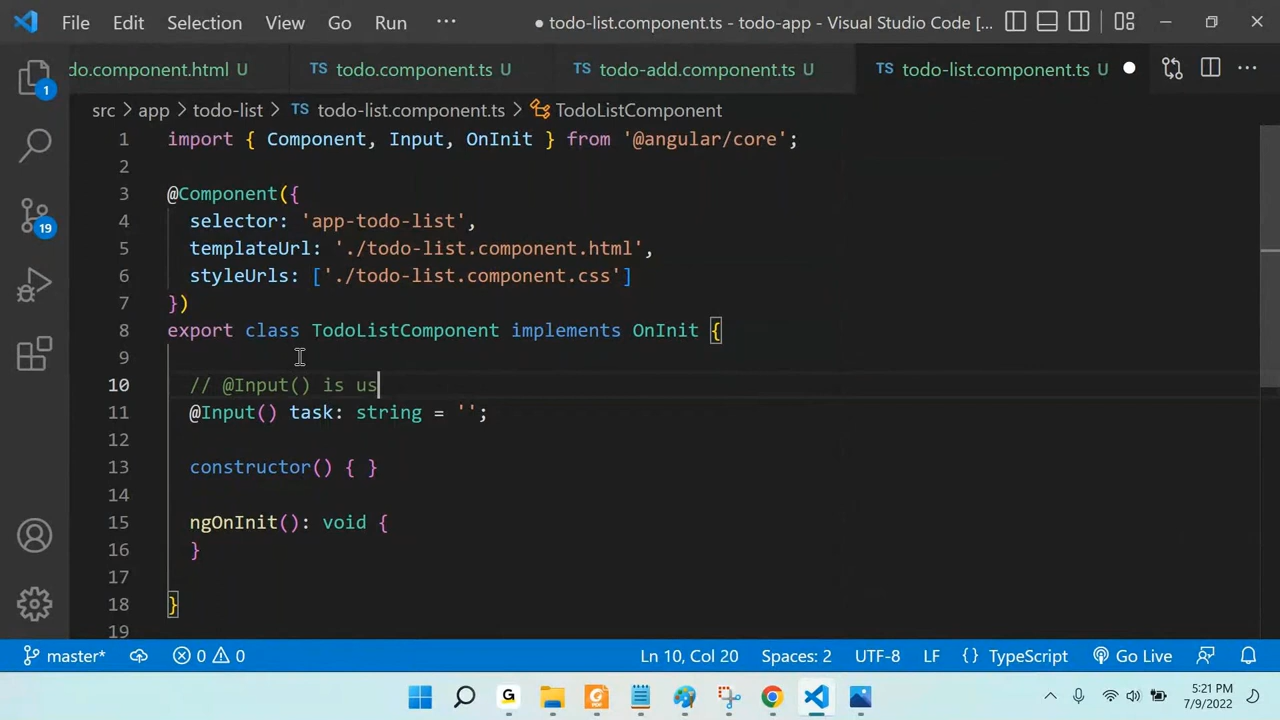 File Edit Selection View Go Run ··· ● todo-list.component.ts - todo-app - Visual Studio Code [...
do.component.html U TS todo.component.ts U TS todo-add.component.ts U TS todo-list.component.ts U ● ···
src > app > todo-list > TS todo-list.component.ts > TodoListComponent
1 import { Component, Input, OnInit } from '@angular/core';
2
3 @Component({
4 selector: 'app-todo-list',
5 templateUrl: './todo-list.component.html',
6 styleUrls: ['./todo-list.component.css']
7 })
8 export class TodoListComponent implements OnInit {
9
10 // @Input() is us
11 @Input() task: string = '';
12
13 constructor() { }
14
15 ngOnInit(): void {
16 }
17
18 }
19
1
19
master* 0 0 Ln 10, Col 20 Spaces: 2 UTF-8 LF {} TypeScript Go Live
G
5:21 PM
7/9/2022